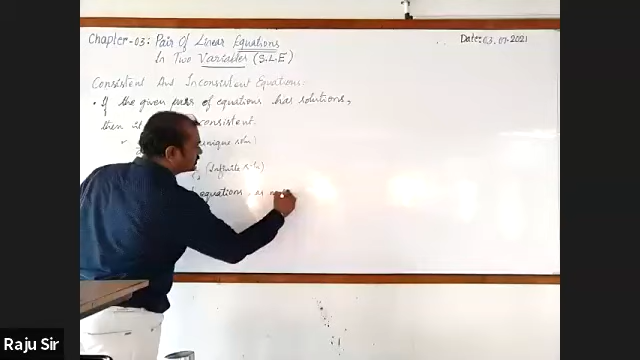 Chapter-03: Pair Of Linear Equations
In Two Variables (S.L.E)
Date: 03.07.2021
Consistent And Inconsistent Equations.
• If the given pair of equations has solutions,
then it consistent.
(unique soln)
(Infinite soln)
equations as
Raju Sir